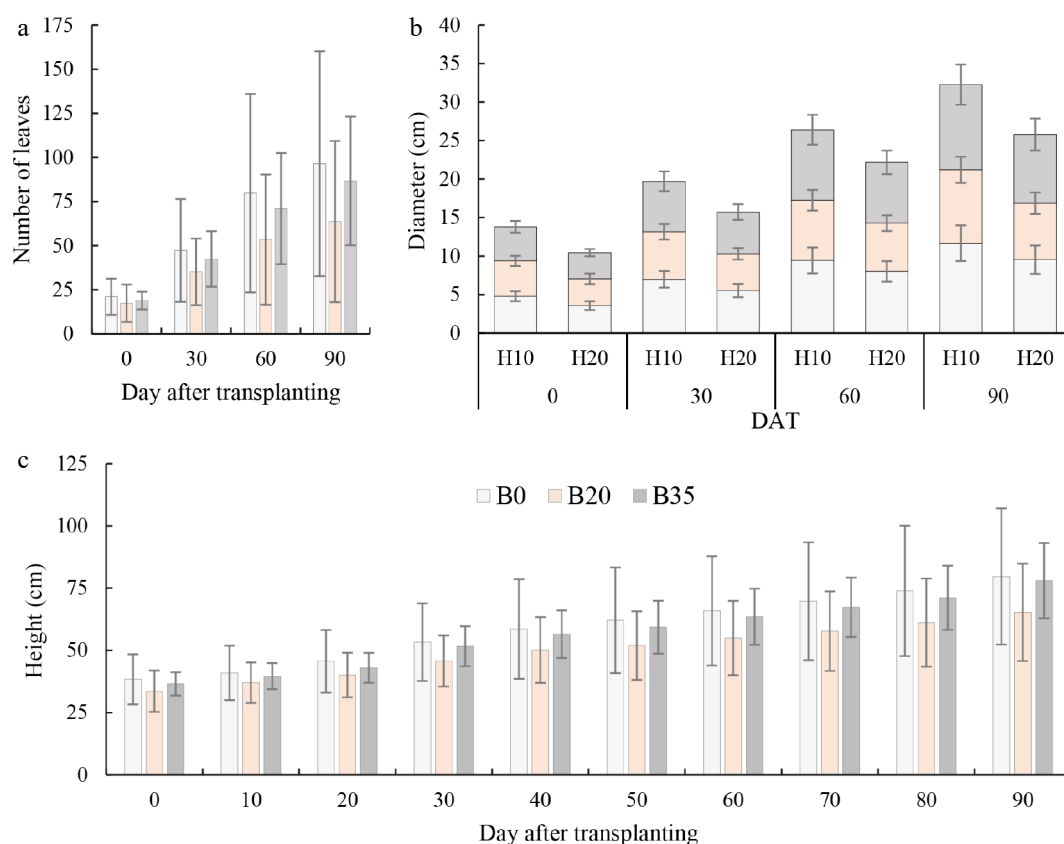 a
175
150
125
100
75
50
25
0
Number of leaves
0 30 60 90
Day after transplanting
b
40
35
30
25
20
15
10
5
0
Diameter (cm)
H10 H20 H10 H20 H10 H20 H10 H20
0 30 60 90
DAT
c
125
100
75
50
25
0
Height (cm)
B0 B20 B35
0 10 20 30 40 50 60 70 80 90
Day after transplanting